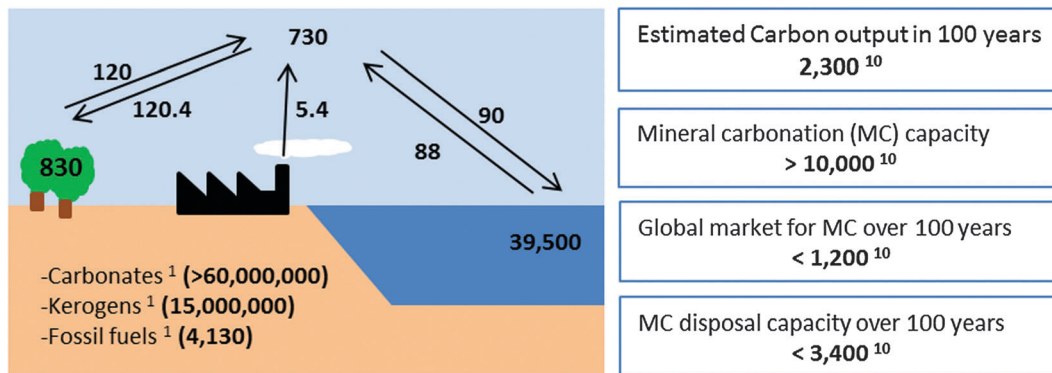 730
120
120.4
5.4
90
88
830
39,500
-Carbonates ¹ (>60,000,000)
-Kerogens ¹ (15,000,000)
-Fossil fuels ¹ (4,130)
Estimated Carbon output in 100 years
2,300 ¹⁰
Mineral carbonation (MC) capacity
> 10,000 ¹⁰
Global market for MC over 100 years
< 1,200 ¹⁰
MC disposal capacity over 100 years
< 3,400 ¹⁰